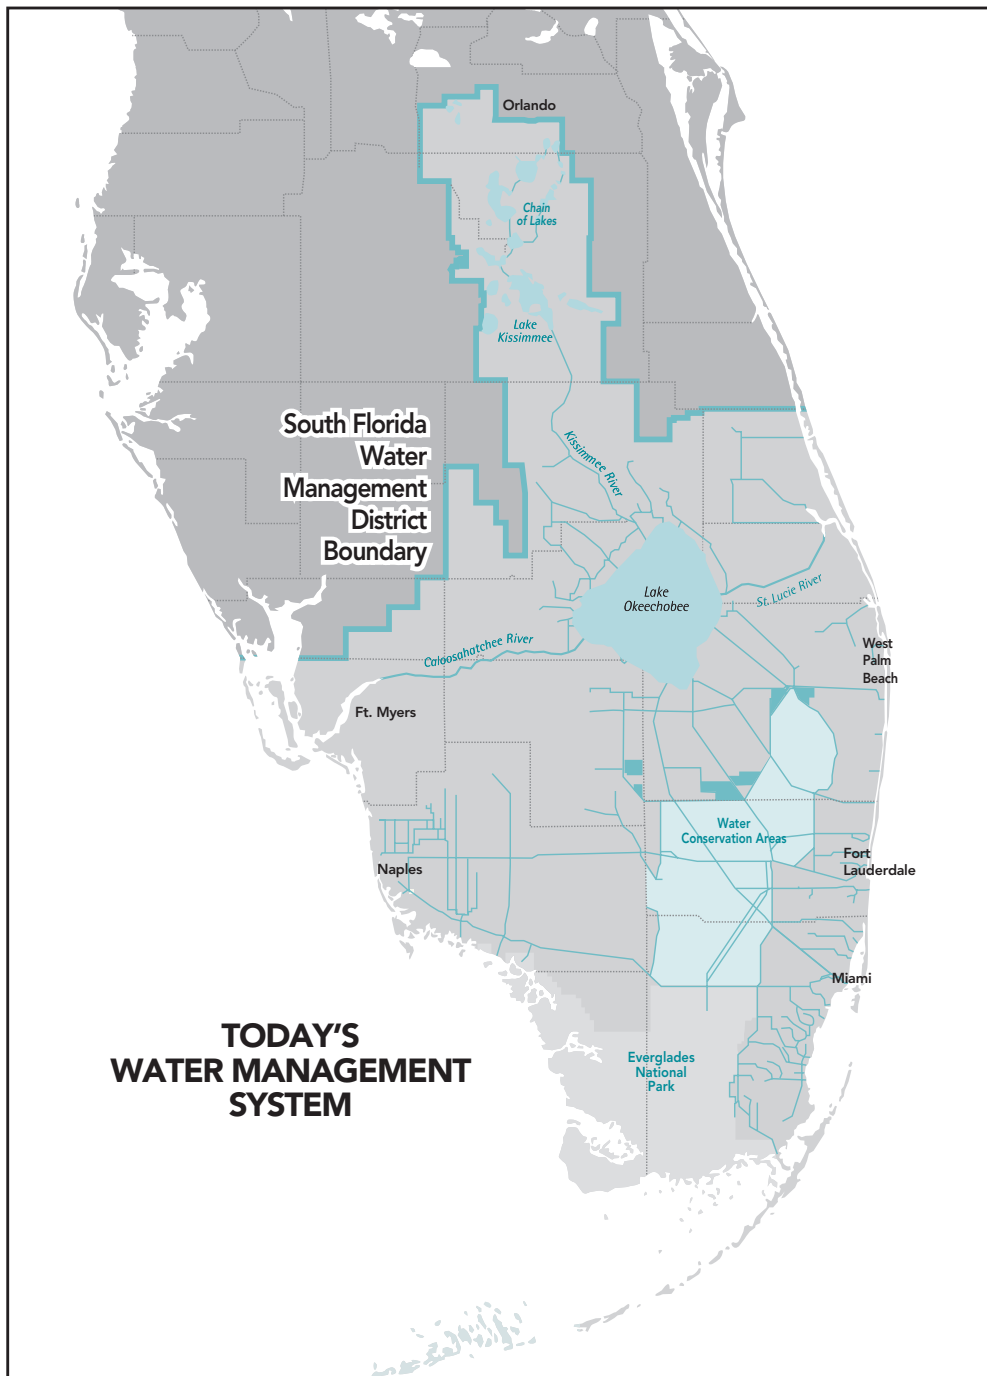 Orlando
Chain
of Lakes
Lake
Kissimmee
South Florida
Water
Management
District
Boundary
Kissimmee River
Lake
Okeechobee
St. Lucie River
Caloosahatchee River
West
Palm
Beach
Ft. Myers
Water
Conservation Areas
Naples
Fort
Lauderdale
Miami
TODAY'S
WATER MANAGEMENT
SYSTEM
Everglades
National
Park